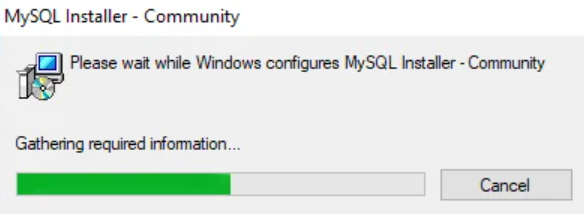 MySQL Installer - Community
Please wait while Windows configures MySQL Installer - Community
Gathering required information...
Cancel